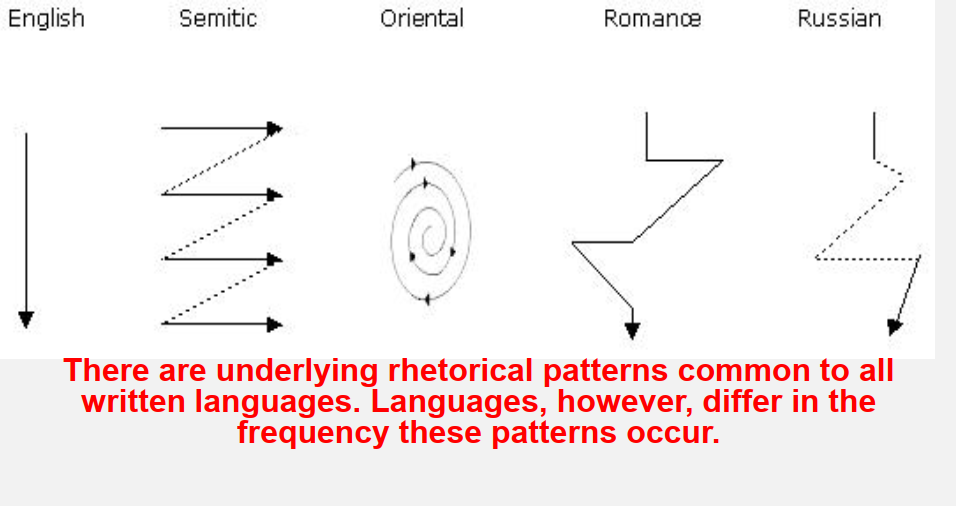 English Semitic Oriental Romance Russian
There are underlying rhetorical patterns common to all
written languages. Languages, however, differ in the
frequency these patterns occur.